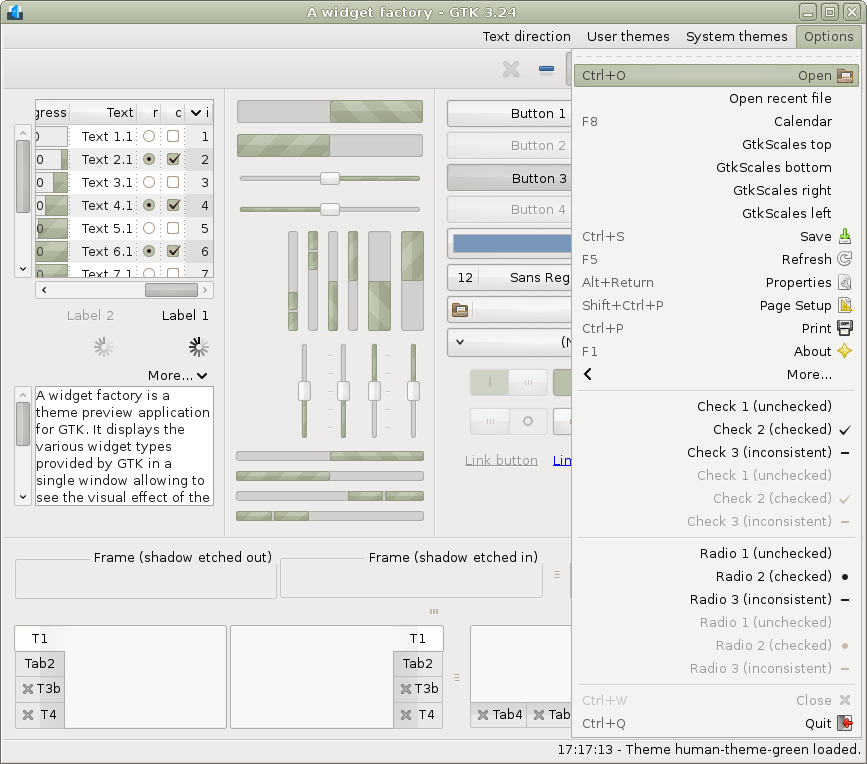 A widget factory - GTK 3.24
Text direction User themes System themes Options
gress Text r c i
0 Text 1.1 1
0 Text 2.1 2
0 Text 3.1 3
0 Text 4.1 4
0 Text 5.1 5
0 Text 6.1 6
0 Text 7.1 7
Label 2 Label 1
More...
A widget factory is a
theme preview application
for GTK. It displays the
various widget types
provided by GTK in a
single window allowing to
see the visual effect of the
Button 1
Button 2
Button 3
Button 4
12 Sans Reg
(N
Link button Lin
Ctrl+O Open
Open recent file
F8 Calendar
GtkScales top
GtkScales bottom
GtkScales right
GtkScales left
Ctrl+S Save
F5 Refresh
Alt+Return Properties
Shift+Ctrl+P Page Setup
Ctrl+P Print
F1 About
More...
Check 1 (unchecked)
Check 2 (checked)
Check 3 (inconsistent)
Check 1 (unchecked)
Check 2 (checked)
Check 3 (inconsistent)
Radio 1 (unchecked)
Radio 2 (checked)
Radio 3 (inconsistent)
Radio 1 (unchecked)
Radio 2 (checked)
Radio 3 (inconsistent)
Ctrl+W Close
Ctrl+Q Quit
Frame (shadow etched out) Frame (shadow etched in)
T1
Tab2
T3b
T4
T1
Tab2
T3b
T4
Tab4 Tab
17:17:13 - Theme human-theme-green loaded.